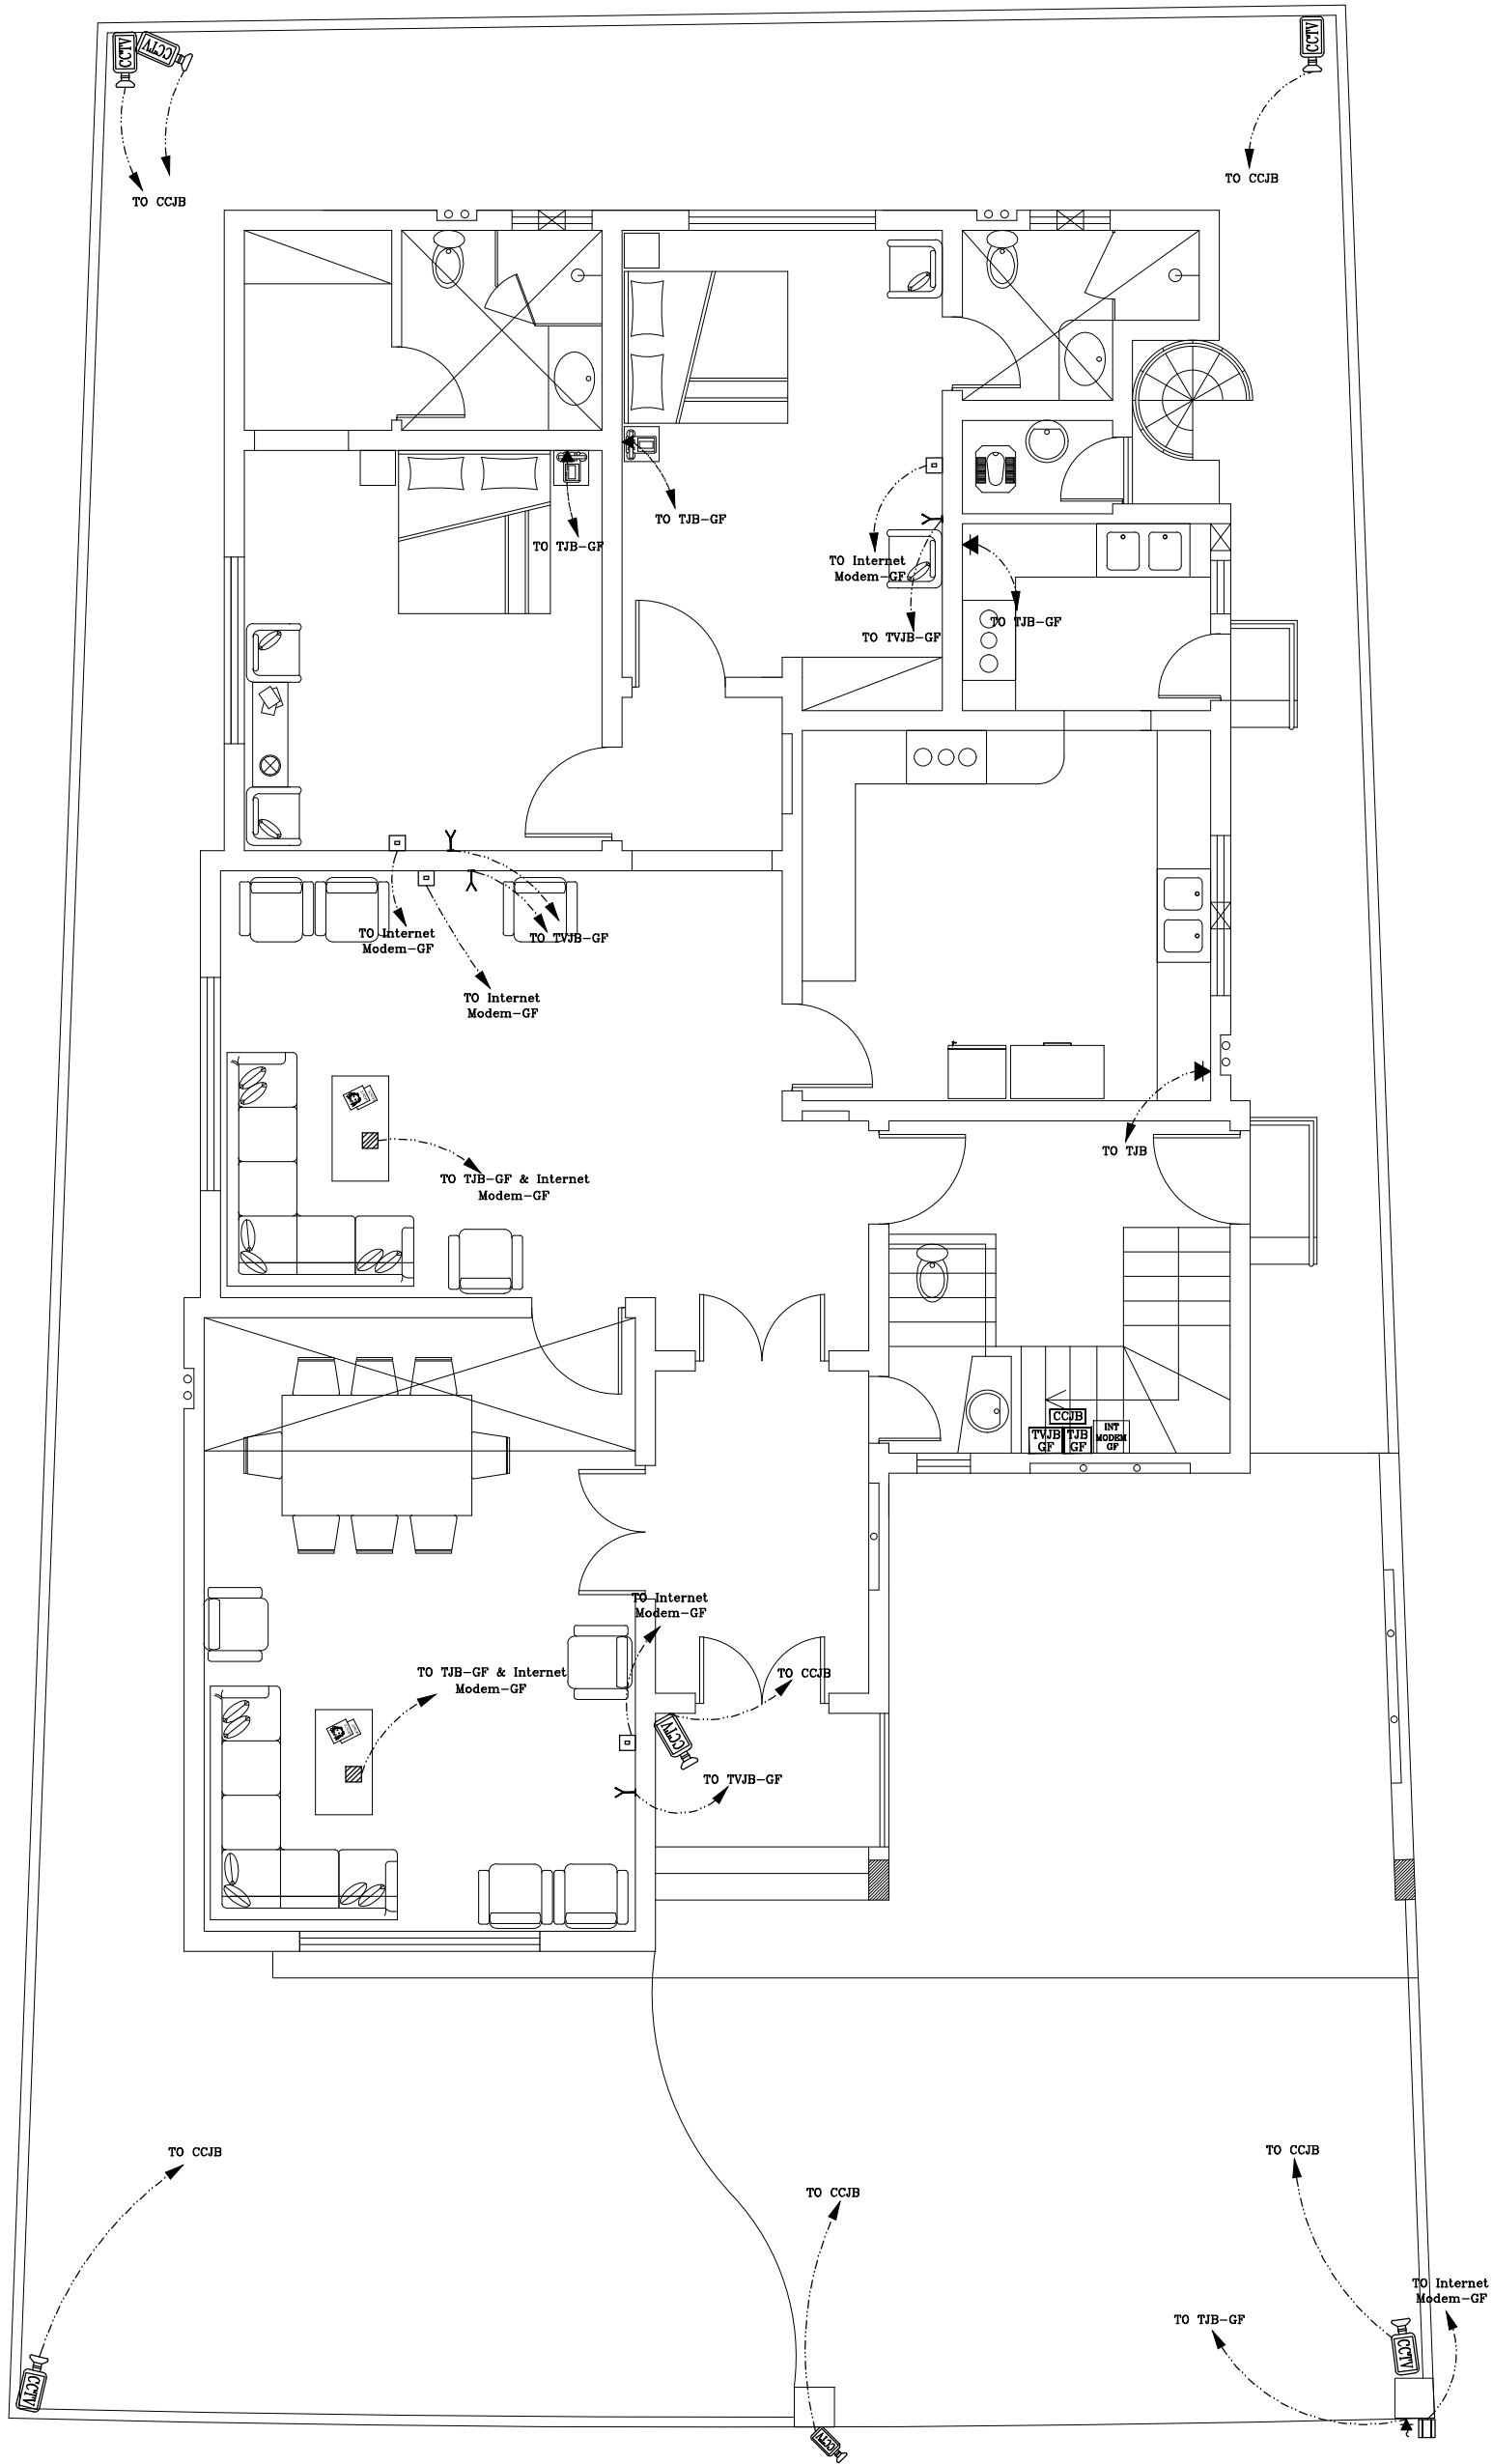 CCTV
CCTV
CCTV
TO CCJB
TO CCJB
TO TJB-GF
TO TJB-GF
TO Internet
Modem-GF
TO TJB-GF
TO TVJB-GF
TO Internet
Modem-GF
TO TVJB-GF
TO Internet
Modem-GF
TO TJB
TO TJB-GF & Internet
Modem-GF
CCJB
TVJB
GF
TJB
GF
INT
MODEM
GF
TO Internet
Modem-GF
TO TJB-GF & Internet
Modem-GF
TO CCJB
CCTV
TO TVJB-GF
TO CCJB
TO CCJB
TO CCJB
TO Internet
Modem-GF
TO TJB-GF
CCTV
CCTV
CCTV